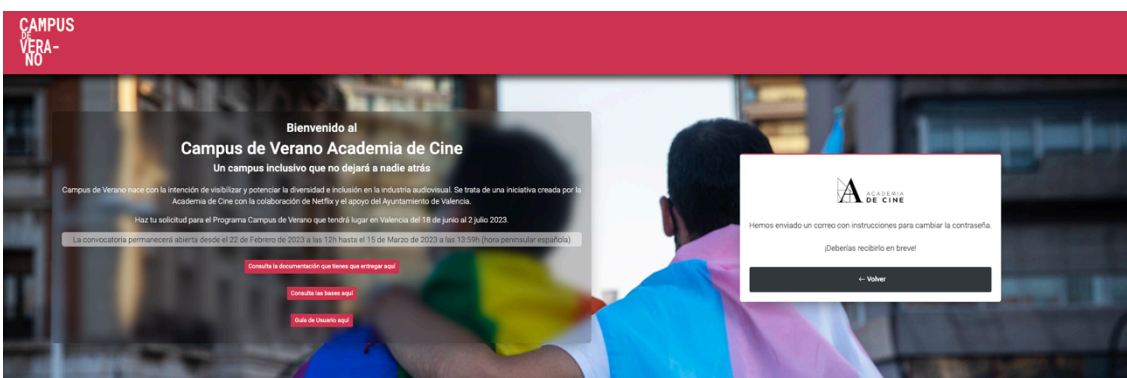 CAMPUS
DE
VERA-
NO
Bienvenido al
Campus de Verano Academia de Cine
Un campus inclusivo que no dejará a nadie atrás
Campus de Verano nace con la intención de visibilizar y potenciar la diversidad e inclusión en la industria audiovisual. Se trata de una iniciativa creada por la
Academia de Cine con la colaboración de Netflix y el apoyo del Ayuntamiento de Valencia.
Haz tu solicitud para el Programa Campus de Verano que tendrá lugar en Valencia del 18 de junio al 2 julio 2023.
La convocatoria permanecerá abierta desde el 22 de Febrero de 2023 a las 12h hasta el 15 de Marzo de 2023 a las 13:59h (hora peninsular española)
Consulta la documentación que tienes que entregar aquí
Consulta las bases aquí
Guía de Usuario aquí
ACADEMIA
DE CINE
Hemos enviado un correo con instrucciones para cambiar la contraseña.
¡Deberías recibirlo en breve!
← Volver